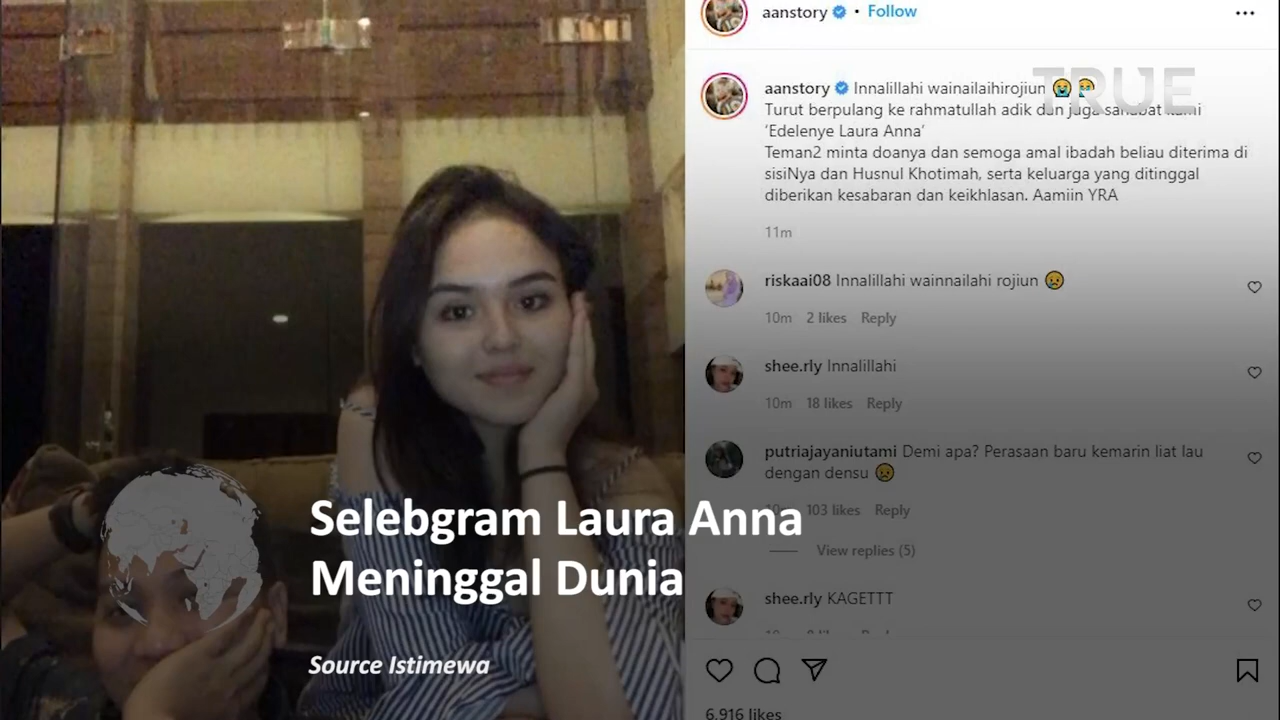 aanstory • Follow
TRUE
aanstory Innalillahi wainailaihirojiun 😭 😢
Turut berpulang ke rahmatullah adik dan juga sahabat kami
‘Edelenye Laura Anna’
Teman2 minta doanya dan semoga amal ibadah beliau diterima di
sisiNya dan Husnul Khotimah, serta keluarga yang ditinggal
diberikan kesabaran dan keikhlasan. Aamiin YRA
11m
riskaai08 Innalillahi wainnailahi rojiun 😢
10m 2 likes Reply
shee.rly Innalillahi
10m 18 likes Reply
putriajayaniutami Demi apa? Perasaan baru kemarin liat lau
dengan densu 😢
103 likes Reply
View replies (5)
shee.rly KAGETTT
6,916 likes
Selebgram Laura Anna
Meninggal Dunia
Source Istimewa